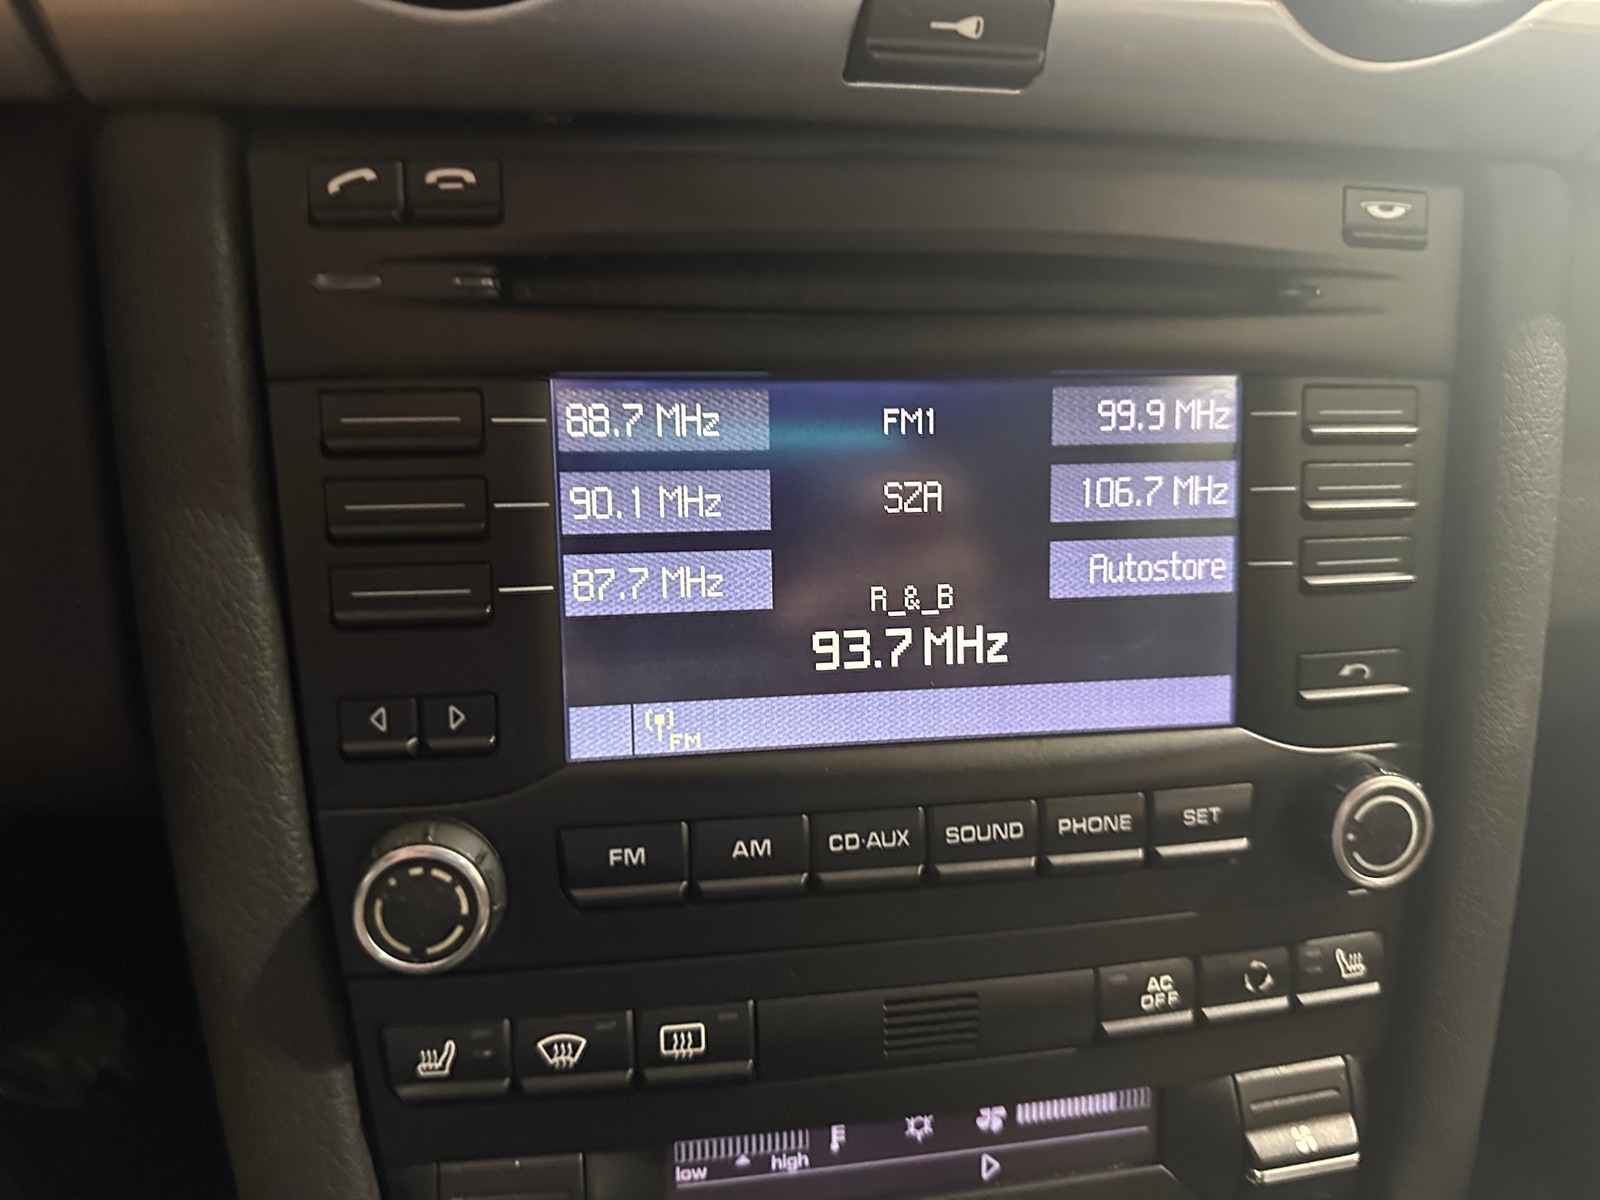 88.7 MHz
FM1
99.9 MHz
90.1 MHz
SZA
106.7 MHz
87.7 MHz
Autostore
R_&_B
93.7 MHz
FM
FM
AM
CD·AUX
SOUND
PHONE
SET
AC
OFF
low
high